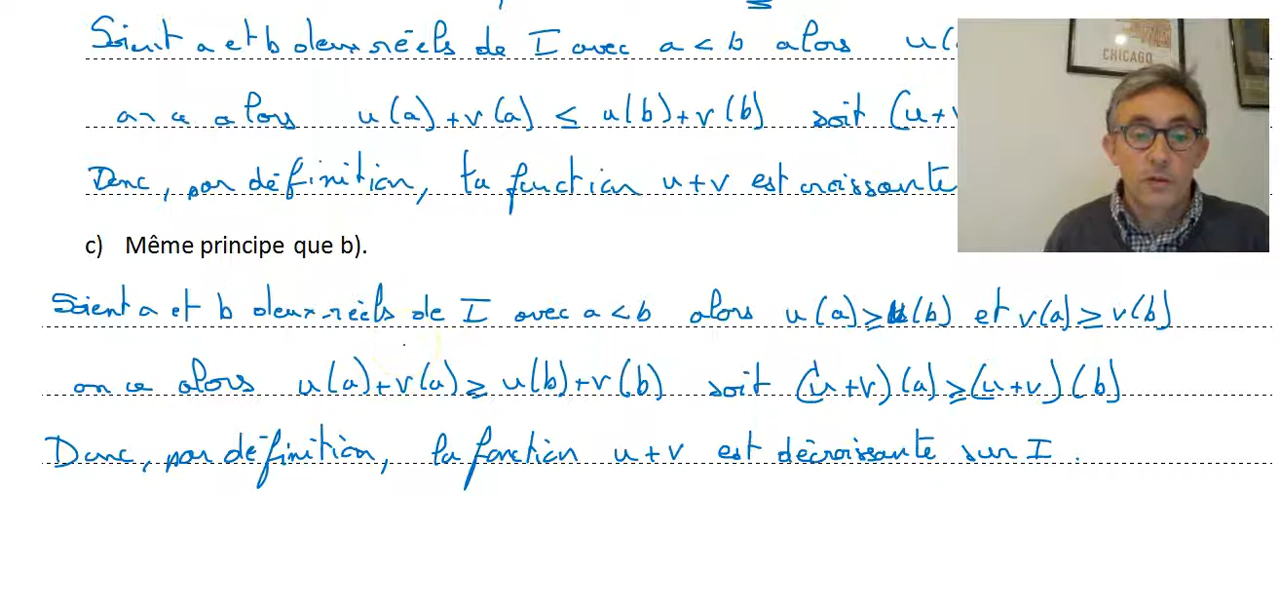 Soient a et b deux réels de I avec a < b alors u(
CHICAGO
on a alors u(a)+v(a) ≤ u(b)+v(b) soit (u+v
Donc, par définition, la fonction u+v est croissante
c) Même principe que b).
Soient a et b deux réels de I avec a < b alors u(a) ≥ u(b) et v(a) ≥ v(b)
on a alors u(a)+v(a) ≥ u(b)+v(b) soit (u+v)(a) ≥ (u+v)(b)
Donc, par définition, la fonction u+v est décroissante sur I.